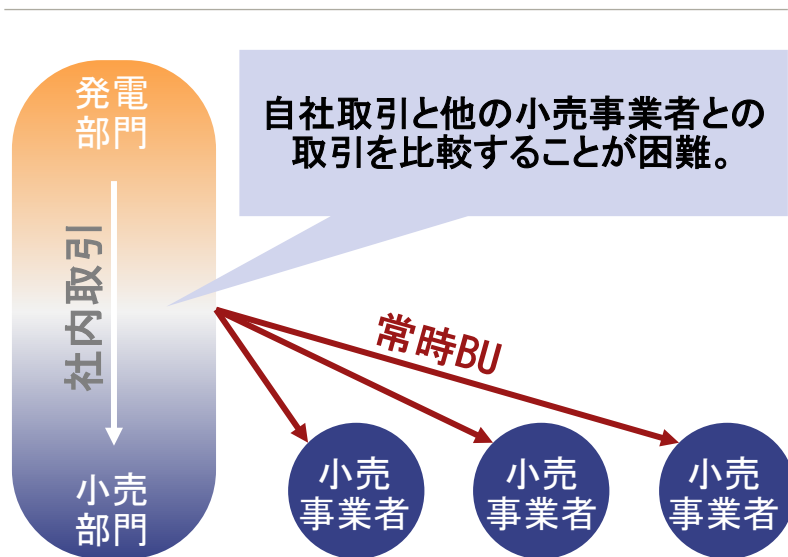 発電
部門
自社取引と他の小売事業者との
取引を比較することが困難。
社内取引
常時BU
小売
部門
小売
事業者
小売
事業者
小売
事業者